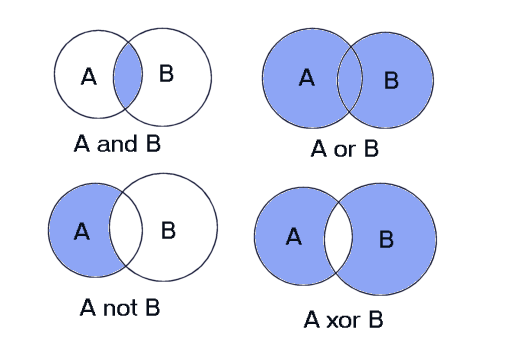 A B
A and B
A B
A or B
A B
A not B
A B
A xor B